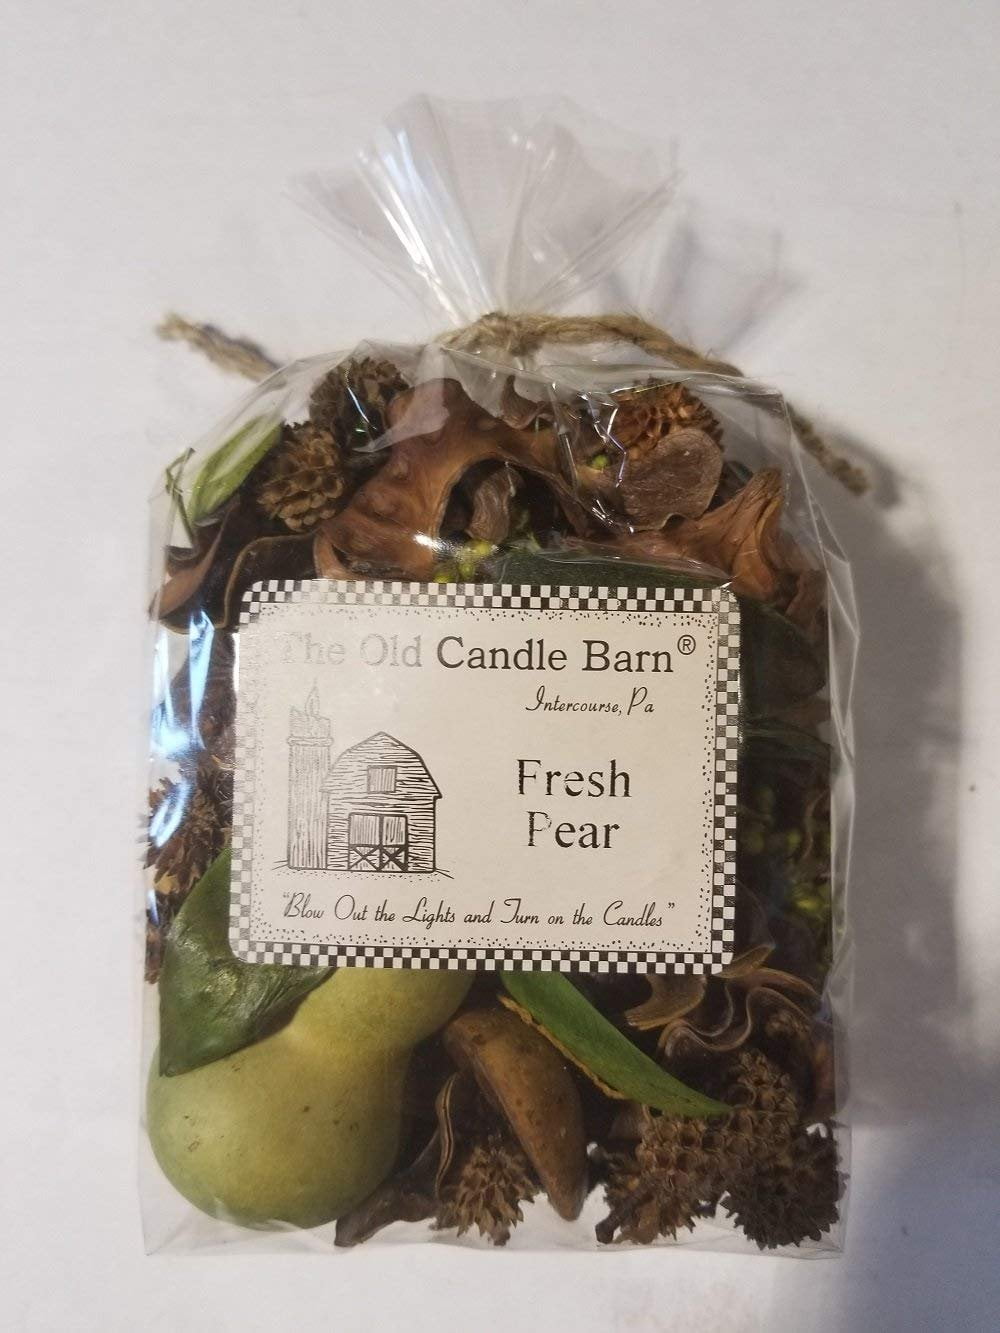 The Old Candle Barn®
Intercourse, Pa
Fresh
Pear
"Blow Out the Lights and Turn on the Candles"